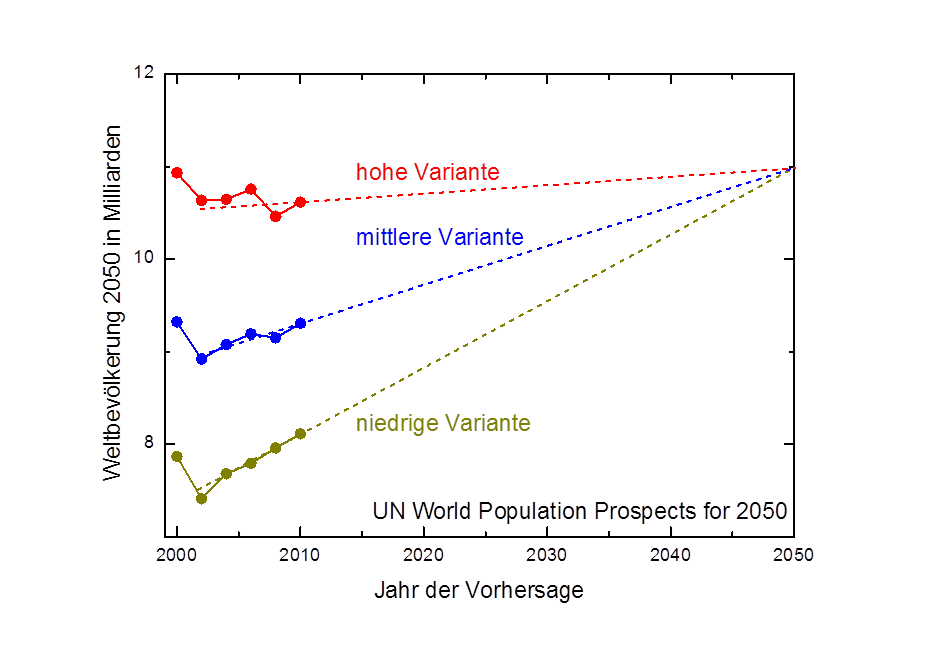 12
10
8
Weltbevölkerung 2050 in Milliarden
hohe Variante
mittlere Variante
niedrige Variante
UN World Population Prospects for 2050
2000 2010 2020 2030 2040 2050
Jahr der Vorhersage